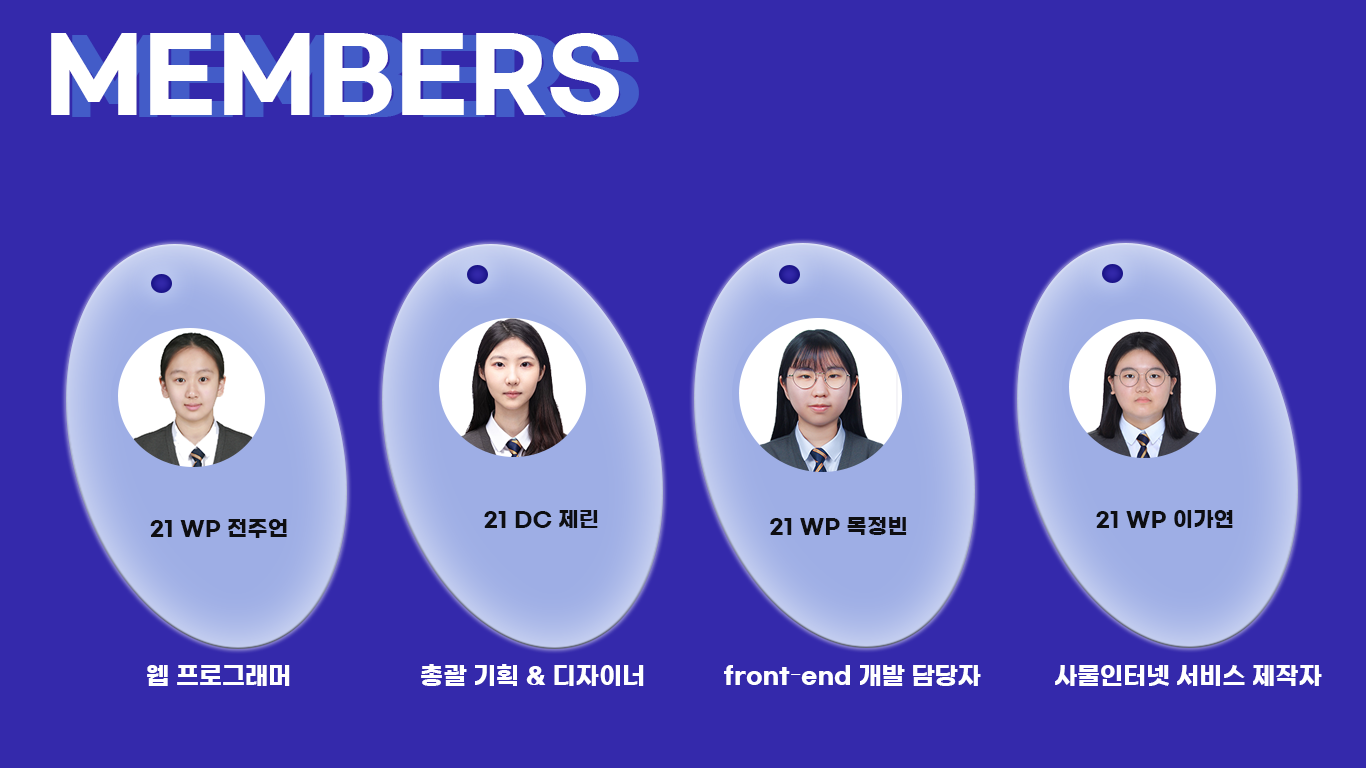 MEMBERS
21 WP 전주언
21 DC 제린
21 WP 목정빈
21 WP 이가연
웹 프로그래머
총괄 기획 & 디자이너
front-end 개발 담당자
사물인터넷 서비스 제작자